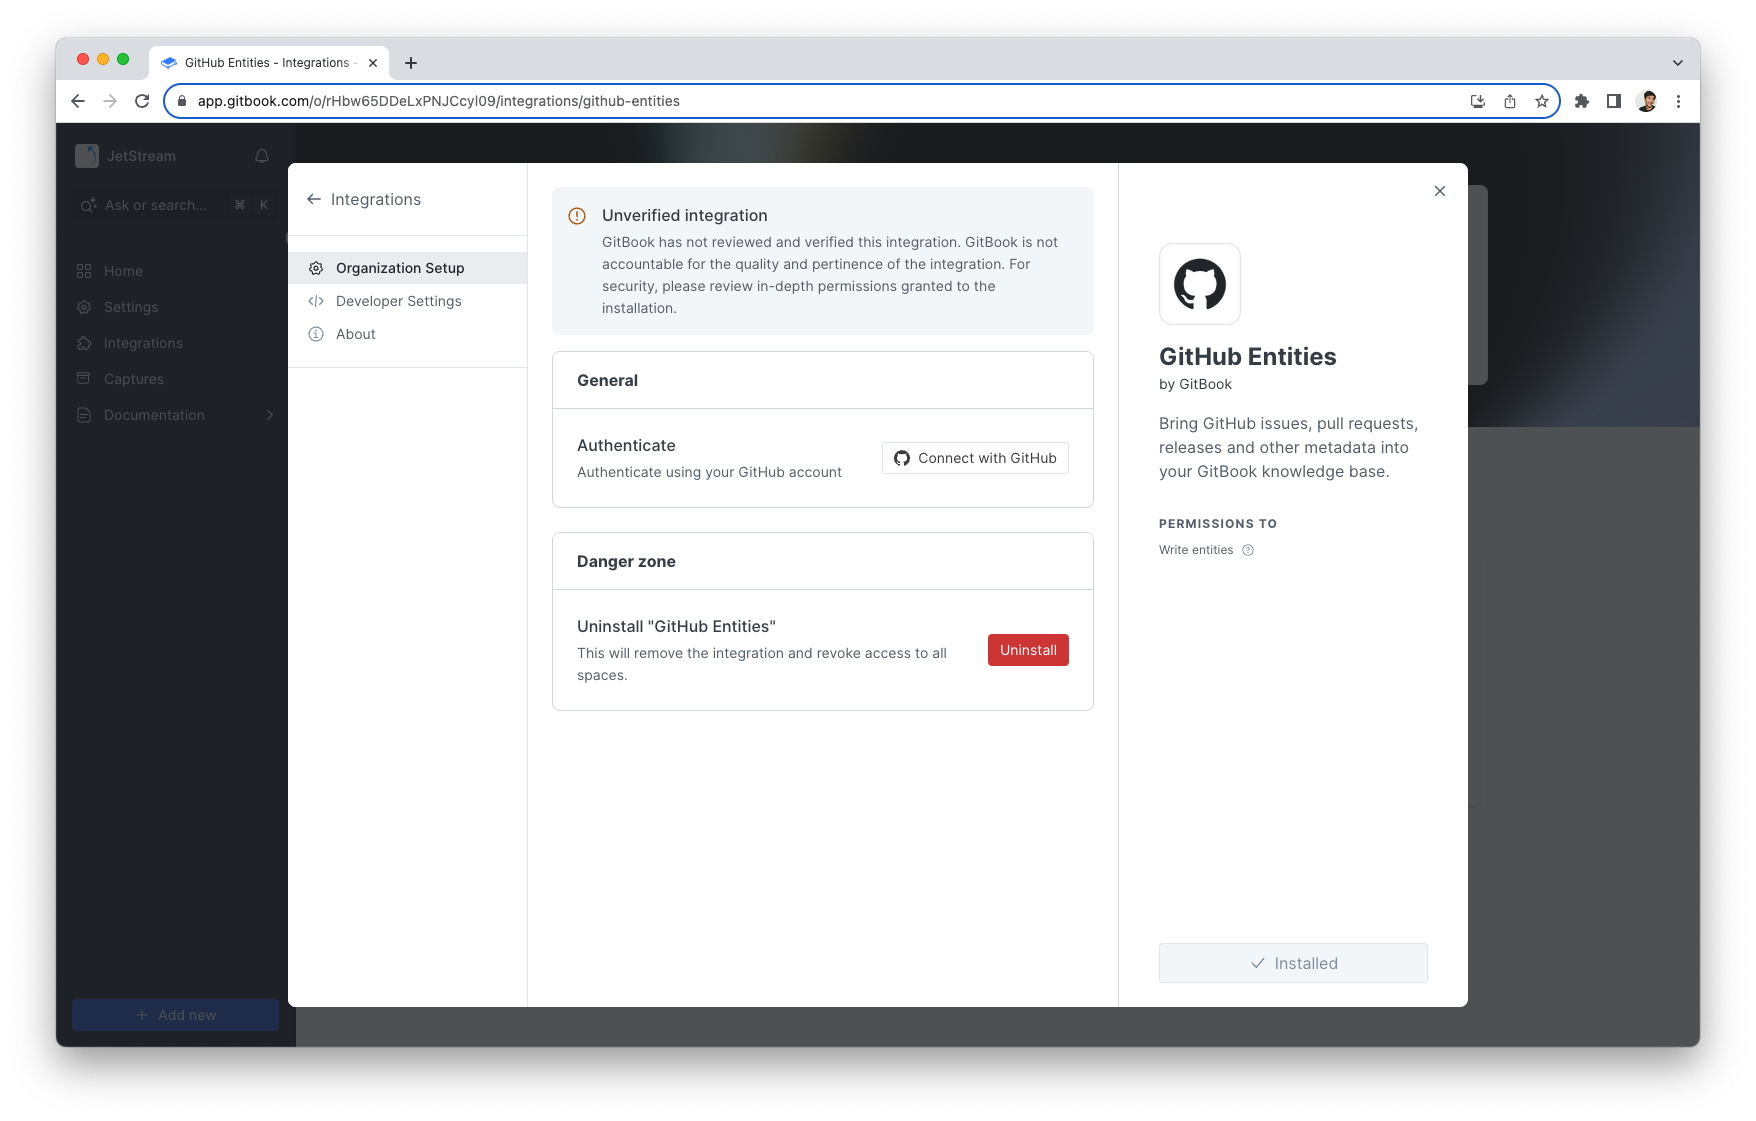 GitHub Entities - Integrations -
app.gitbook.com/o/rHbw65DDeLxPNJCcyl09/integrations/github-entities
JetStream
Ask or search... ⌘ K
Home
Settings
Integrations
Captures
Documentation
Add new
Integrations
Organization Setup
Developer Settings
About
Unverified integration
GitBook has not reviewed and verified this integration. GitBook is not
accountable for the quality and pertinence of the integration. For
security, please review in-depth permissions granted to the
installation.
General
Authenticate
Authenticate using your GitHub account
Connect with GitHub
Danger zone
Uninstall "GitHub Entities"
This will remove the integration and revoke access to all
spaces.
Uninstall
GitHub Entities
by GitBook
Bring GitHub issues, pull requests,
releases and other metadata into
your GitBook knowledge base.
PERMISSIONS TO
Write entities
Installed